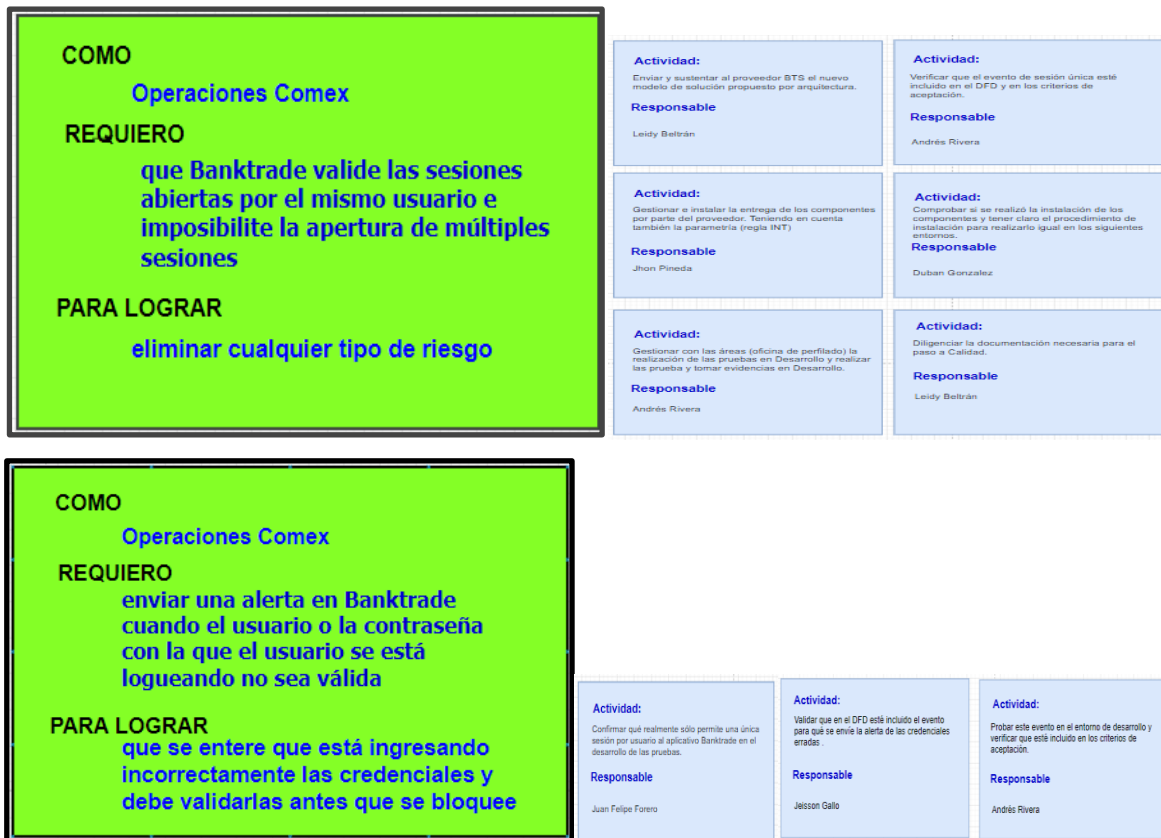 COMO
Operaciones Comex
REQUIERO
que Banktrade valide las sesiones
abiertas por el mismo usuario e
imposibilite la apertura de múltiples
sesiones
PARA LOGRAR
eliminar cualquier tipo de riesgo
Actividad:
Enviar y sustentar al proveedor BTS el nuevo
modelo de solución propuesto por arquitectura.
Responsable
Leidy Beltrán
Actividad:
Verificar que el evento de sesión única esté
incluido en el DFD y en los criterios de
aceptación.
Responsable
Andrés Rivera
Actividad:
Gestionar e instalar la entrega de los componentes
por parte del proveedor. Teniendo en cuenta
también la parametría (regla INT)
Responsable
Jhon Pineda
Actividad:
Comprobar si se realizó la instalación de los
componentes y tener claro el procedimiento de
instalación para realizarlo igual en los siguientes
entornos.
Responsable
Duban Gonzalez
Actividad:
Gestionar con las áreas (oficina de perfilado) la
realización de las pruebas en Desarrollo y realizar
las prueba y tomar evidencias en Desarrollo.
Responsable
Andrés Rivera
Actividad:
Diligenciar la documentación necesaria para el
paso a Calidad.
Responsable
Leidy Beltrán
COMO
Operaciones Comex
REQUIERO
enviar una alerta en Banktrade
cuando el usuario o la contraseña
con la que el usuario se está
logueando no sea válida
PARA LOGRAR
que se entere que está ingresando
incorrectamente las credenciales y
debe validarlas antes que se bloquee
Actividad:
Confirmar qué realmente sólo permite una única
sesión por usuario al aplicativo Banktrade en el
desarrollo de las pruebas.
Responsable
Juan Felipe Forero
Actividad:
Validar que en el DFD esté incluido el evento
para qué se envíe la alerta de las credenciales
erradas .
Responsable
Jeisson Gallo
Actividad:
Probar este evento en el entorno de desarrollo y
verificar que esté incluido en los criterios de
aceptación.
Responsable
Andrés Rivera